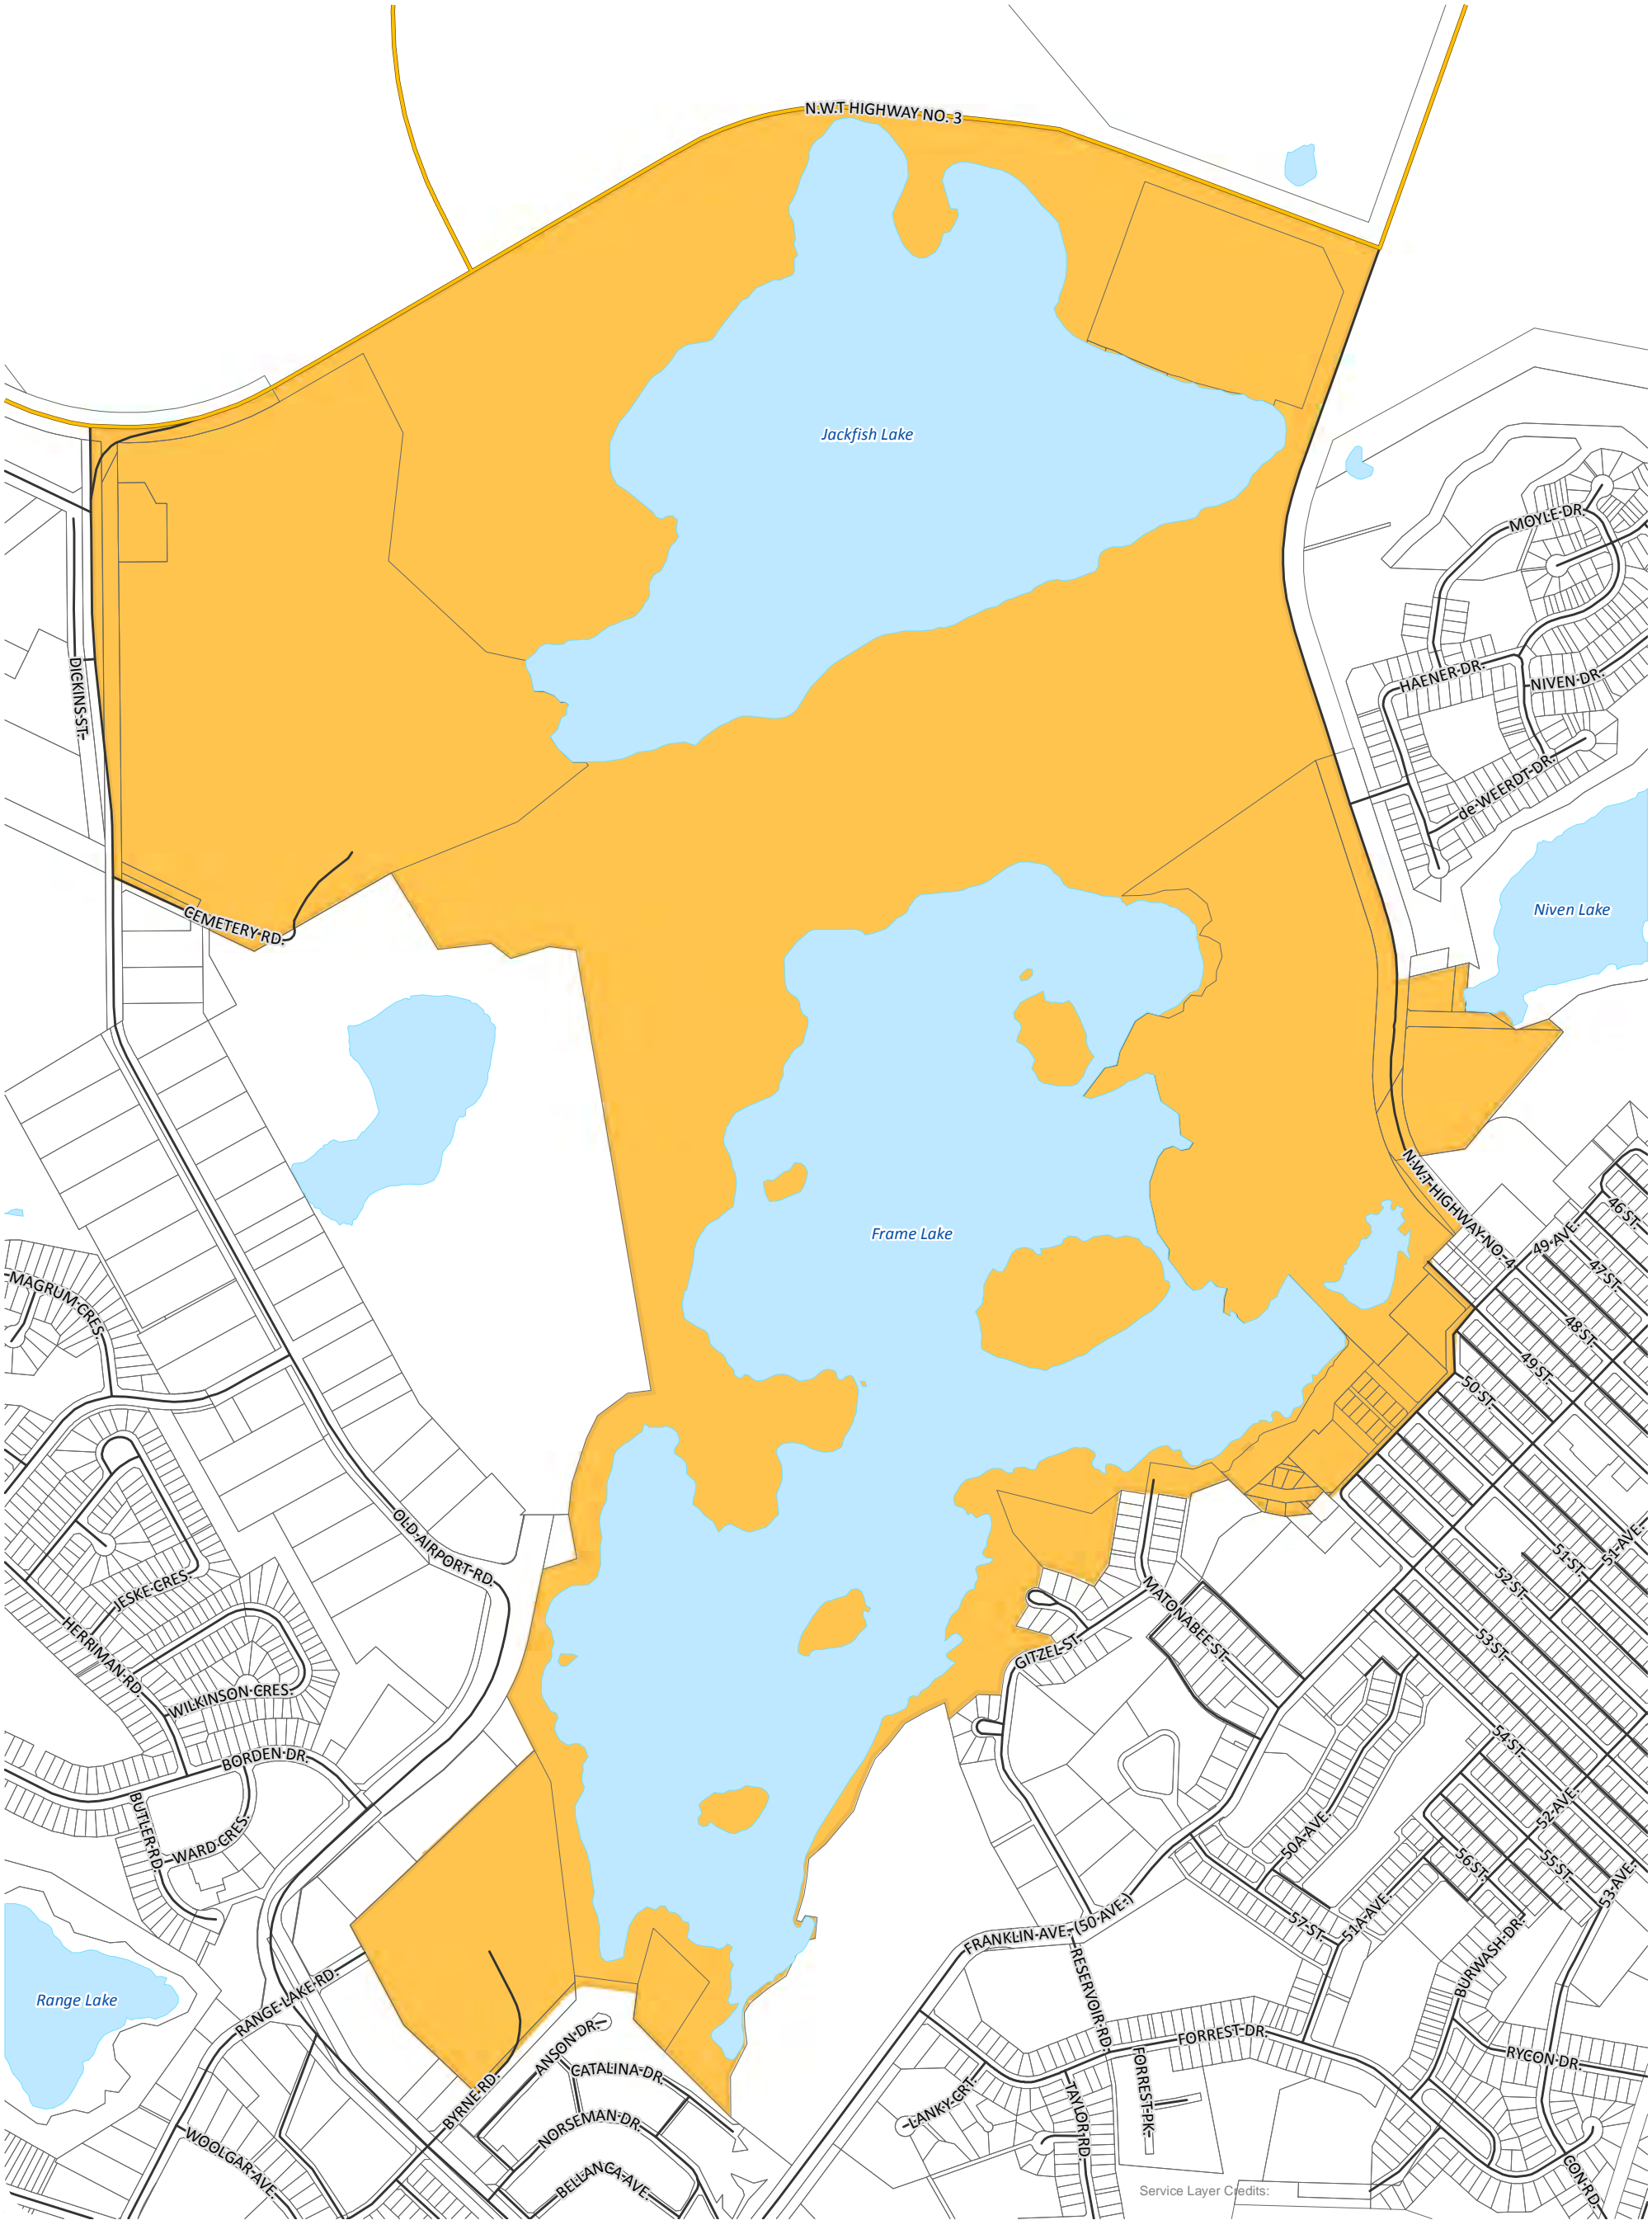 N.W.T HIGHWAY NO. 3
Jackfish Lake
MOYLE DR.
HAENER DR.
NIVEN DR.
DICKINS ST.
de WEERDT DR.
Niven Lake
CEMETERY RD.
N.W.T HIGHWAY NO. 4
46 ST.
49 AVE.
47 ST.
Frame Lake
MAGRUM CRES.
48 ST.
49 ST.
50 ST.
OLD AIRPORT RD.
51 AVE.
51 ST.
52 ST.
JESKE CRES.
MATONABEE ST.
HERRIMAN RD.
GITZEL ST.
53 ST.
WILKINSON CRES.
54 ST.
BORDEN DR.
52 AVE.
BUTLER RD.
WARD CRES.
50A AVE.
56 ST.
55 ST.
53 AVE.
57 ST.
51A AVE.
FRANKLIN AVE. (50 AVE.)
BURWASH DR.
Range Lake
RANGE LAKE RD.
RESERVOIR RD.
ANSON DR.
FORREST DR.
RYCON DR.
CATALINA DR.
BYRNE RD.
LANKY CRT.
TAYLOR RD.
FORREST PK.
NORSEMAN DR.
WOOLGAR AVE.
BELLANCA AVE.
CON RD.
Service Layer Credits: